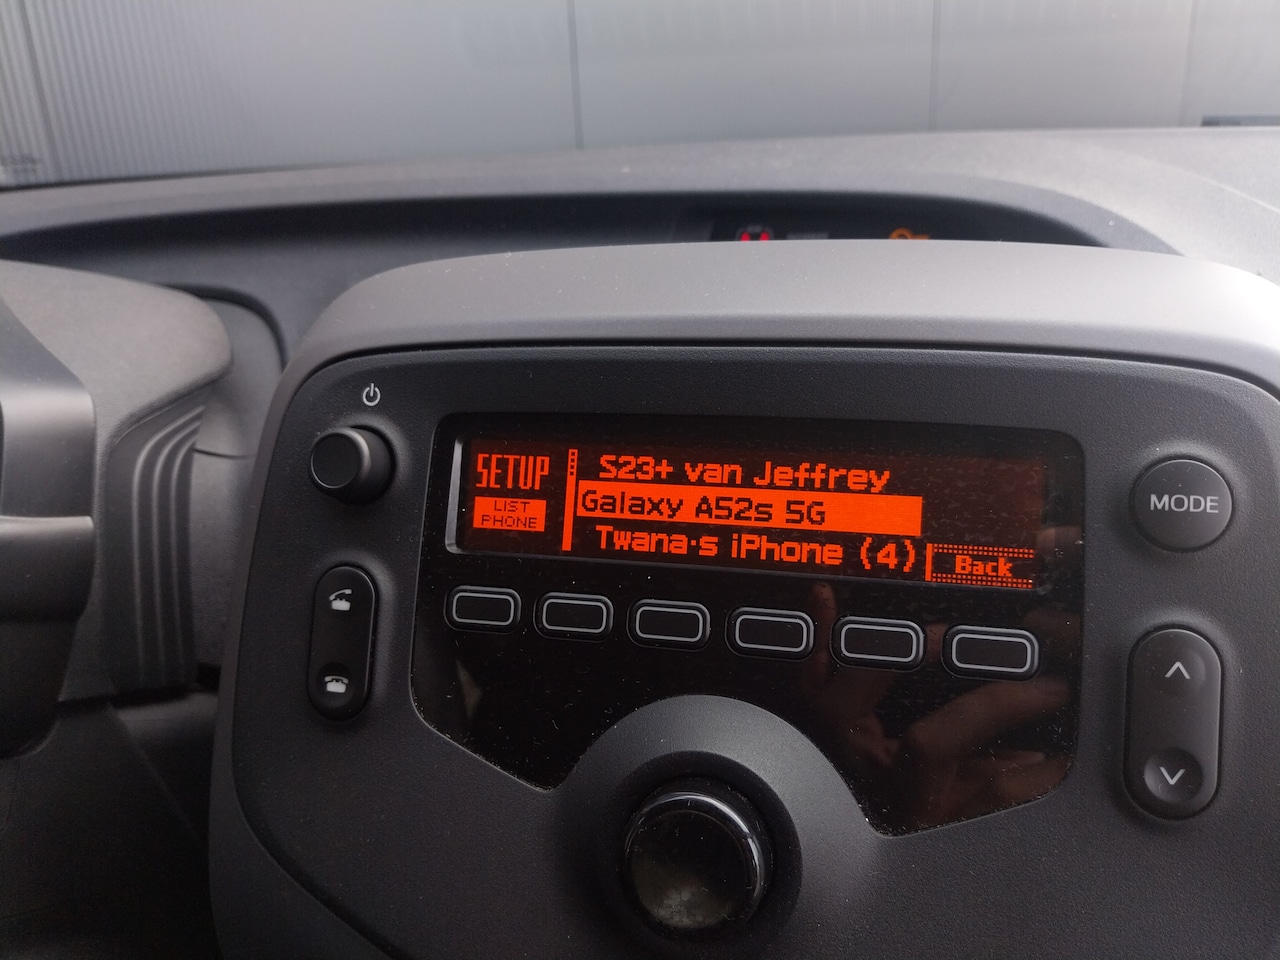 SETUP
LIST
PHONE
S23+ van Jeffrey
Galaxy A52s 5G
Twana·s iPhone (4)
Back
MODE